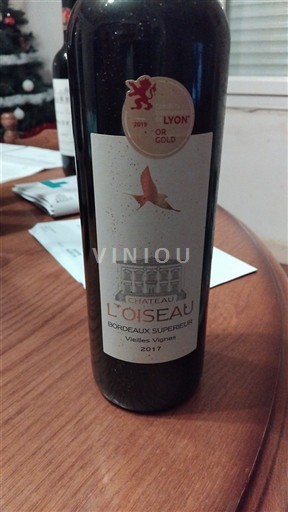 2019
LYON
OR
GOLD
VINIOU
CHATEAU
L'OISEAU
BORDEAUX SUPERIEUR
Vieilles Vignes
2017